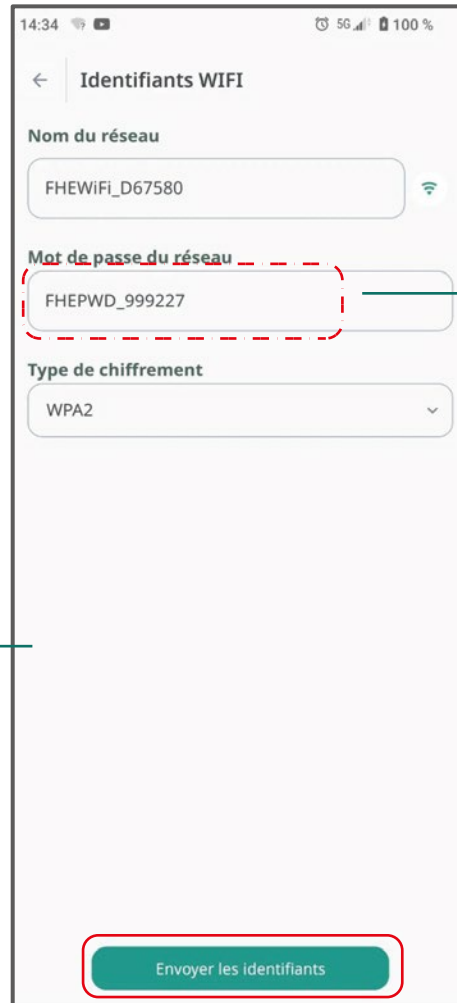 14:34 5G 100 %
Identifiants WIFI
Nom du réseau
FHEWiFi_D67580
Mot de passe du réseau
FHEPWD_999227
Type de chiffrement
WPA2
Envoyer les identifiants